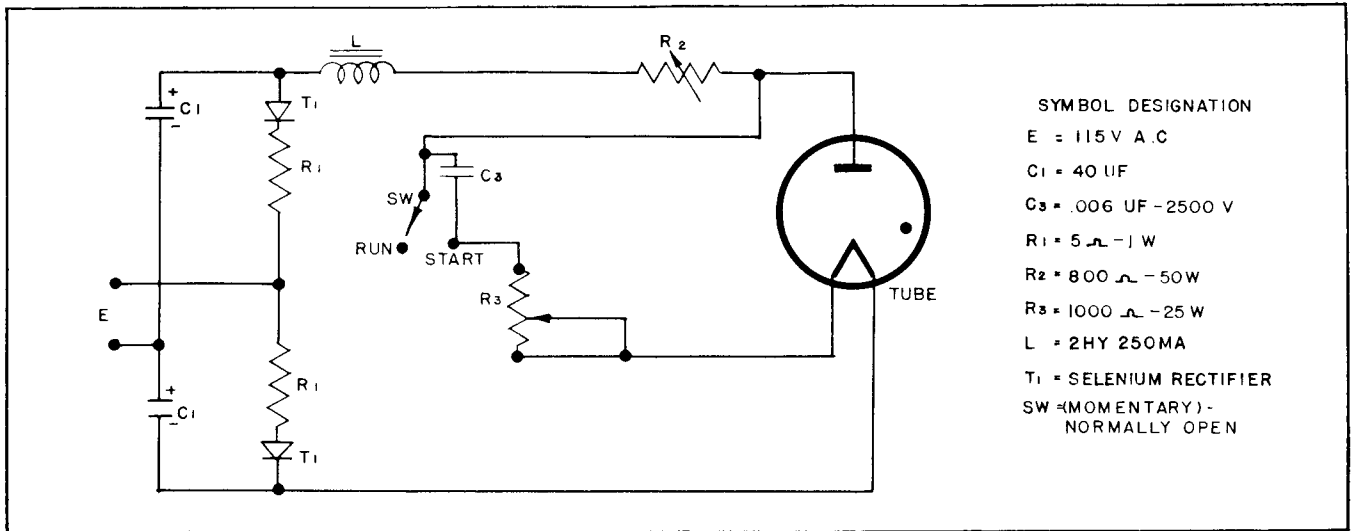 L
R2
+
C1
-
T1
R1
C3
SW
RUN
START
R3
E
R1
+
C1
-
T1
TUBE
SYMBOL DESIGNATION
E = 115V A.C
C1 = 40 UF
C3 = .006 UF - 2500 V
R1 = 5 Ω - 1 W
R2 = 800 Ω - 50 W
R3 = 1000 Ω - 25 W
L = 2HY 250MA
T1 = SELENIUM RECTIFIER
SW = (MOMENTARY) -
NORMALLY OPEN